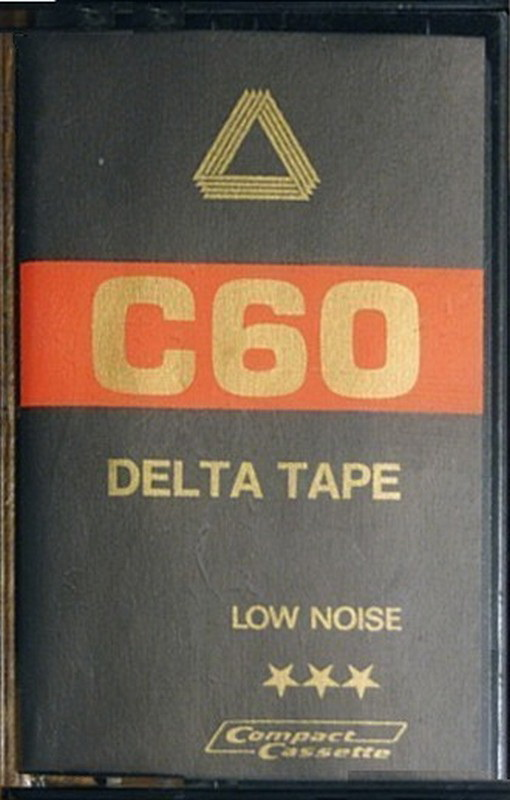 C60
DELTA TAPE
LOW NOISE
Compact
Cassette